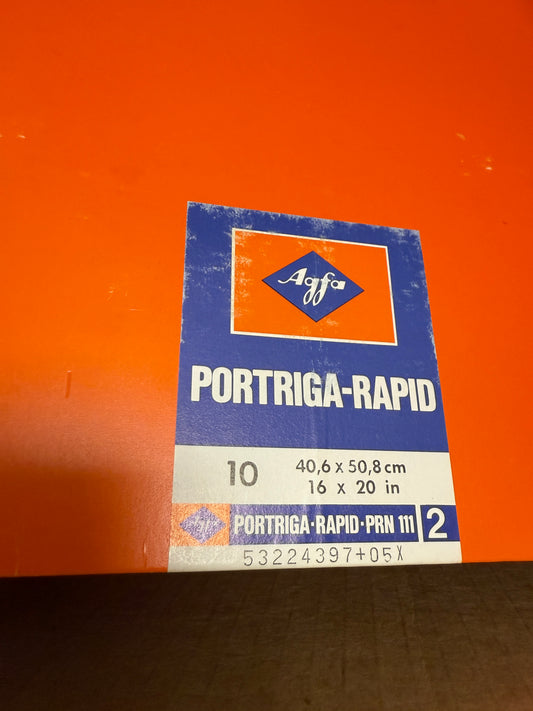 Agfa
PORTRIGA-RAPID
10 40,6 x 50,8 cm
16 x 20 in
PORTRIGA·RAPID·PRN 111 2
53224397+05X